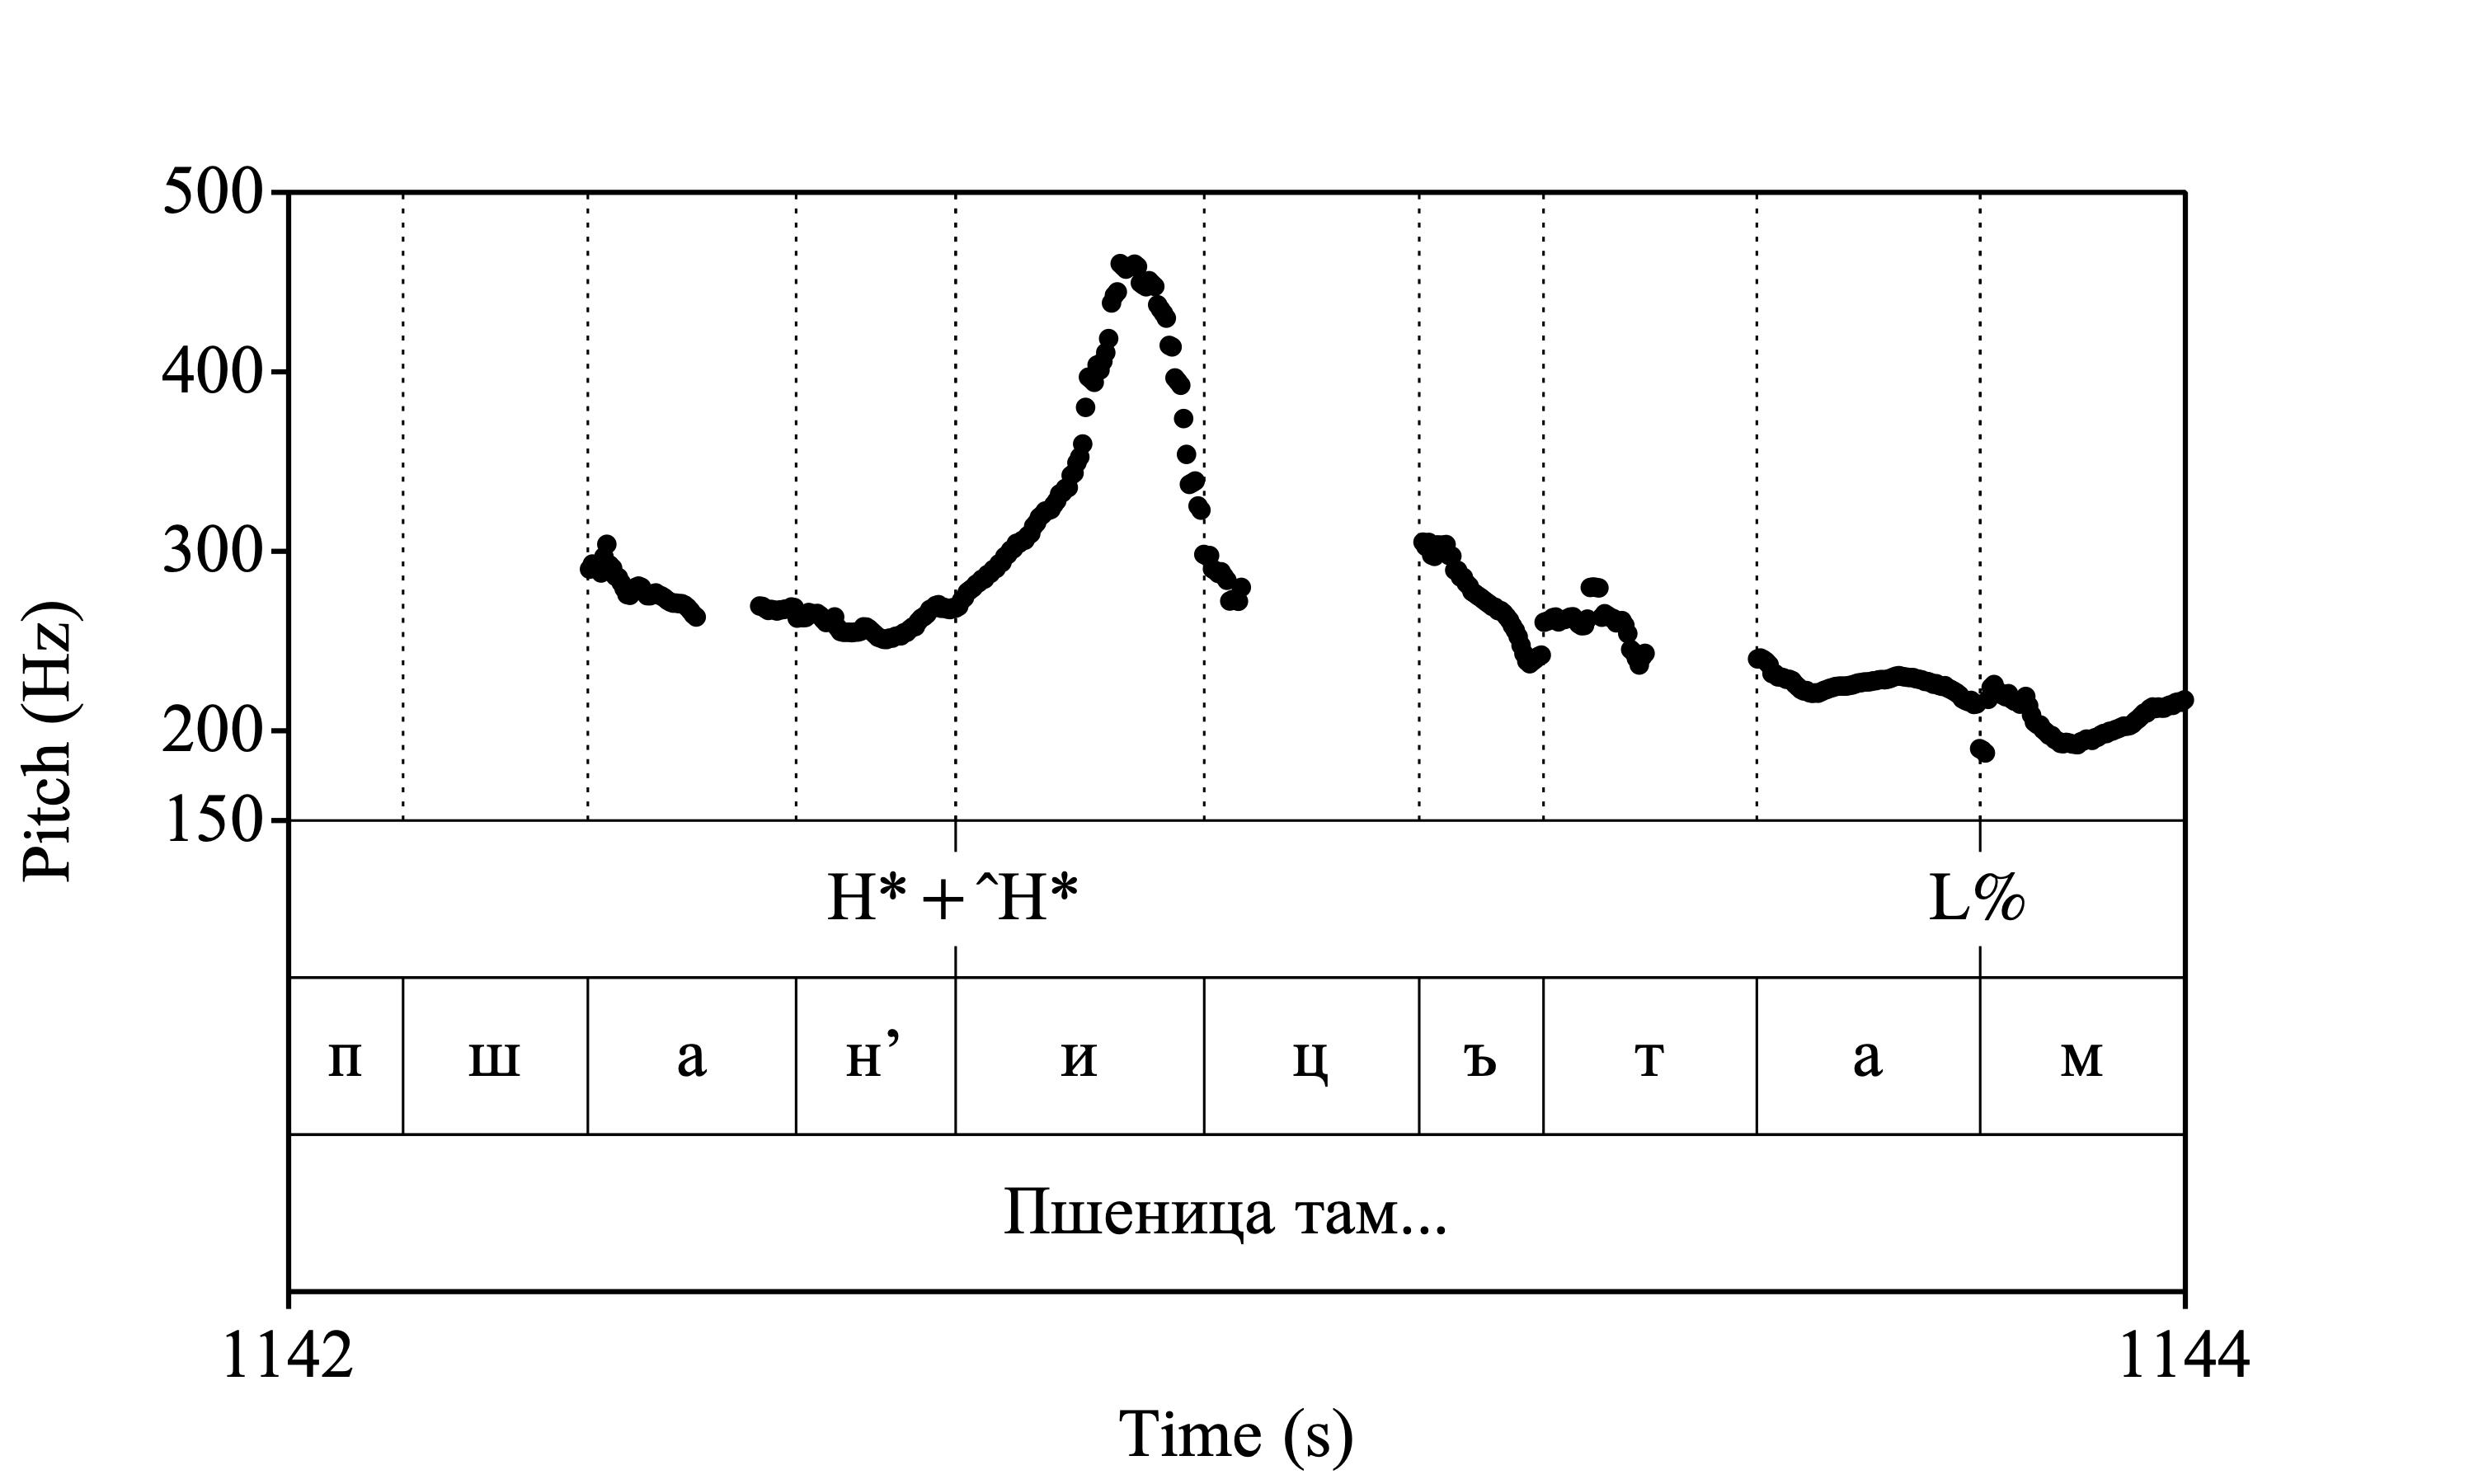 500
400
300
200
150
Pitch (Hz)
H*+^H* L%
п ш а н’ и ц ъ т а м
Пшеница там...
1142 1144
Time (s)